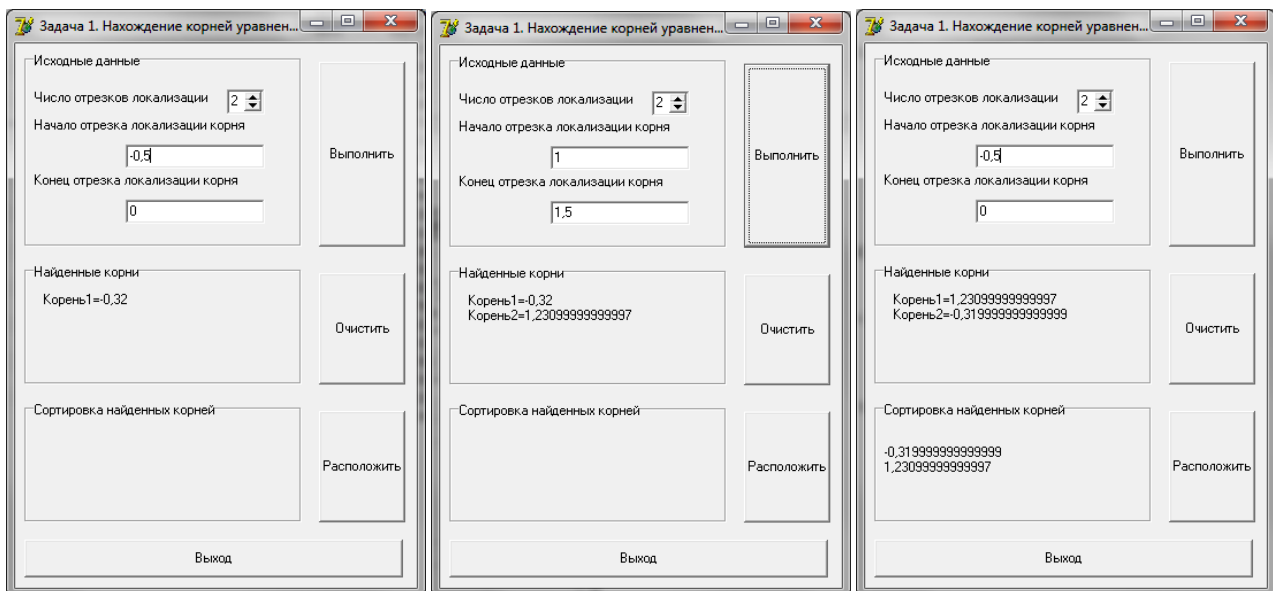 Задача 1. Нахождение корней уравнен...
Исходные данные
Число отрезков локализации 2
Начало отрезка локализации корня
-0,5
Конец отрезка локализации корня
0
Выполнить
Найденные корни
Корень1=-0,32
Очистить
Сортировка найденных корней
Расположить
Выход
Задача 1. Нахождение корней уравнен...
Исходные данные
Число отрезков локализации 2
Начало отрезка локализации корня
1
Конец отрезка локализации корня
1,5
Выполнить
Найденные корни
Корень1=-0,32
Корень2=1,23099999999997
Очистить
Сортировка найденных корней
Расположить
Выход
Задача 1. Нахождение корней уравнен...
Исходные данные
Число отрезков локализации 2
Начало отрезка локализации корня
-0,5
Конец отрезка локализации корня
0
Выполнить
Найденные корни
Корень1=1,23099999999997
Корень2=-0,319999999999999
Очистить
Сортировка найденных корней
-0,319999999999999
1,23099999999997
Расположить
Выход